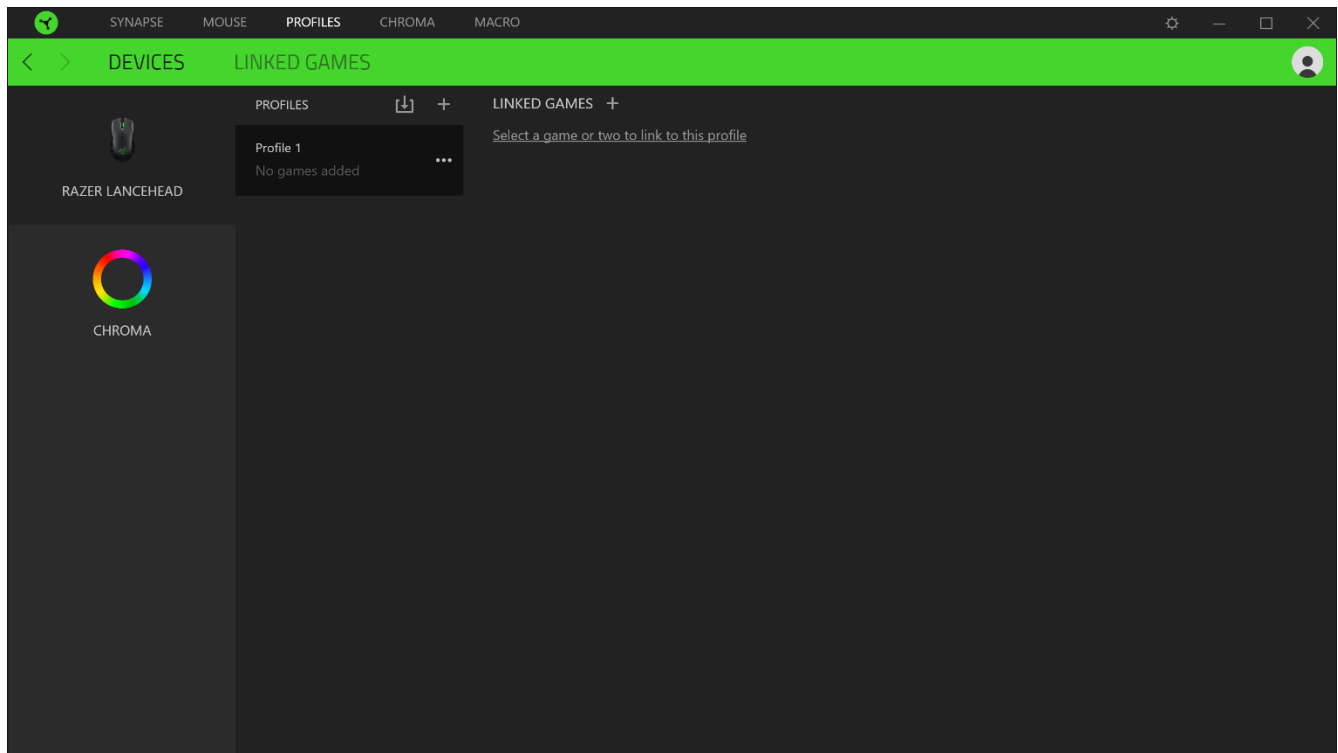 SYNAPSE MOUSE PROFILES CHROMA MACRO
DEVICES LINKED GAMES
RAZER LANCEHEAD
CHROMA
PROFILES
Profile 1
No games added
LINKED GAMES
Select a game or two to link to this profile